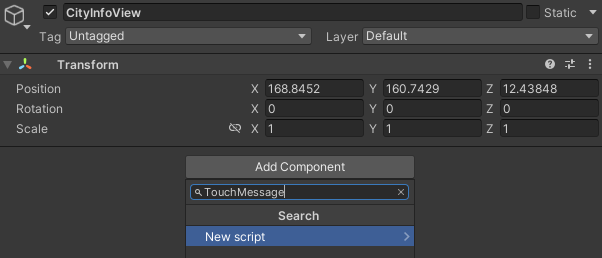 CityInfoView Static
Tag Untagged Layer Default
Transform
Position X 168.8452 Y 160.7429 Z 12.43848
Rotation X 0 Y 0 Z 0
Scale X 1 Y 1 Z 1
Add Component
TouchMessage
Search
New script